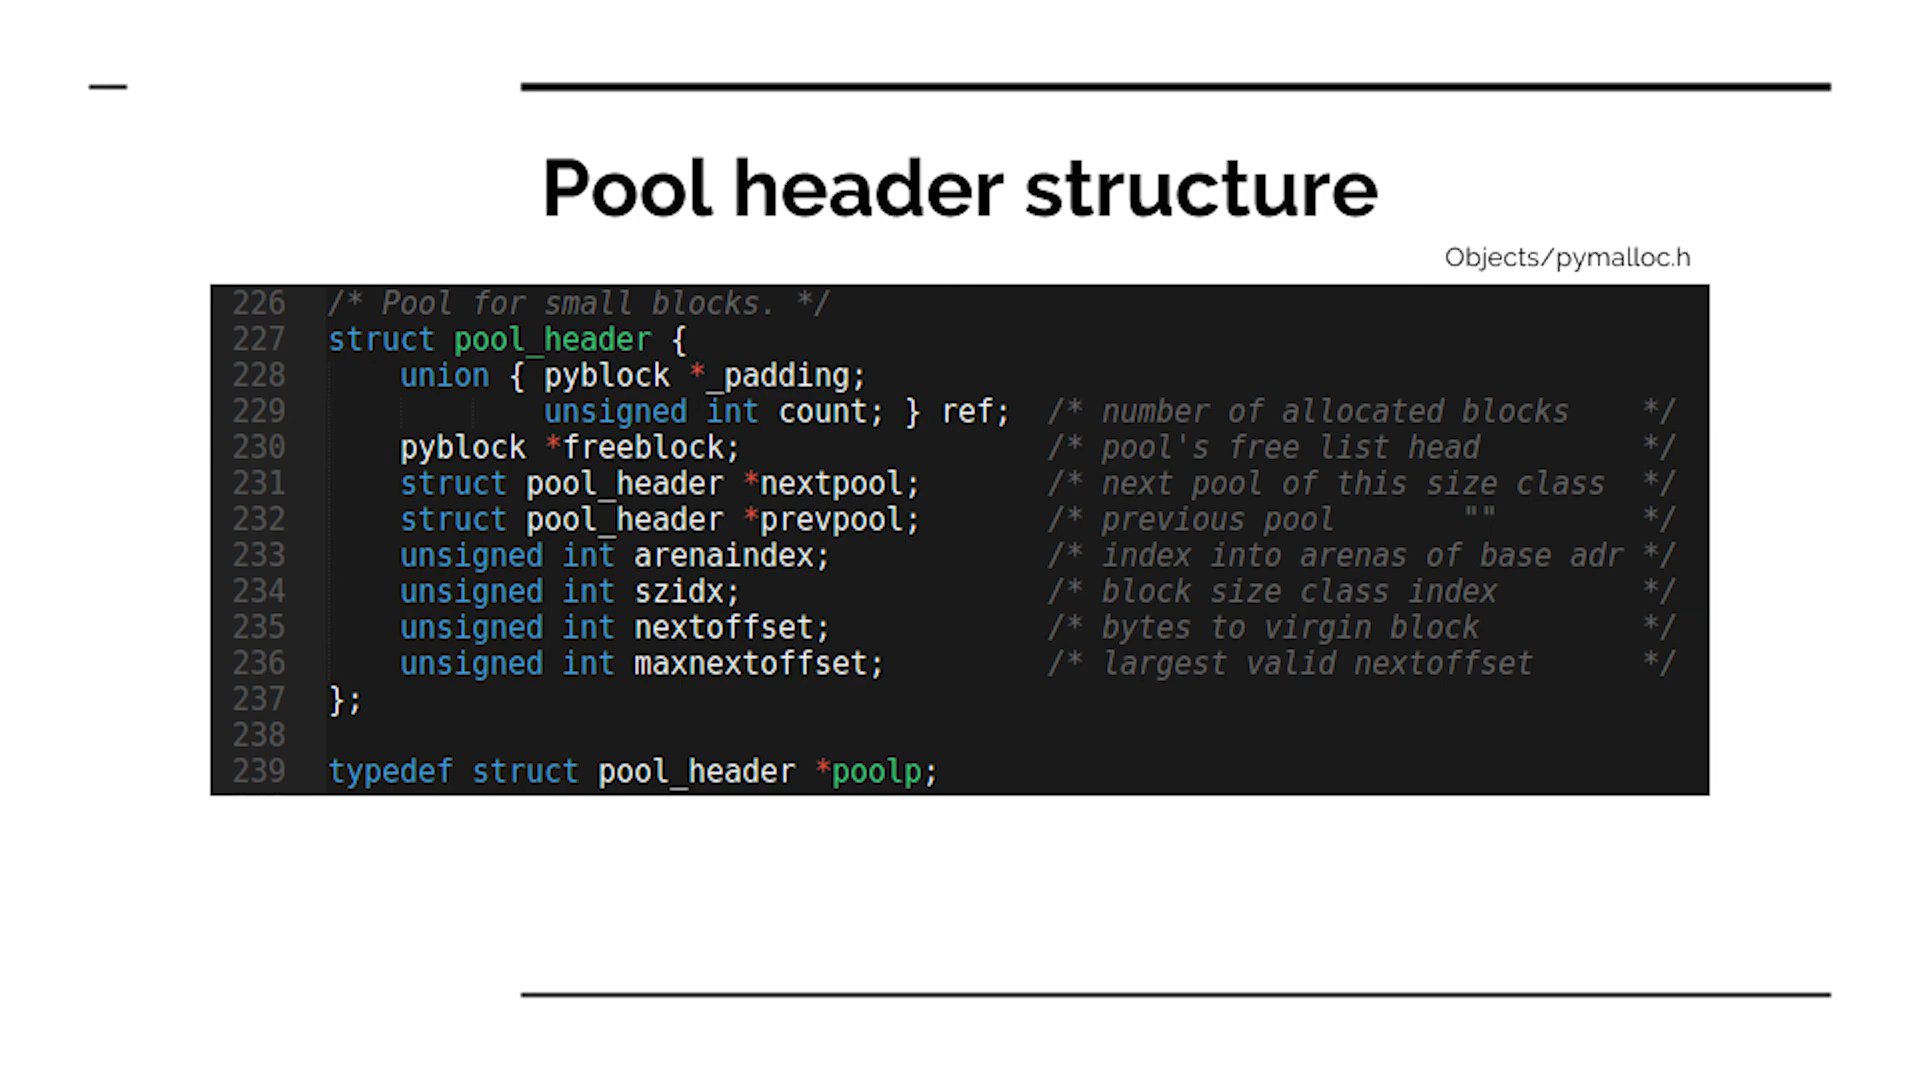 Pool header structure
Objects/pymalloc.h
226 /* Pool for small blocks. */
227 struct pool_header {
228     union { pyblock *_padding;
229             unsigned int count; } ref;  /* number of allocated blocks    */
230     pyblock *freeblock;                 /* pool's free list head         */
231     struct pool_header *nextpool;       /* next pool of this size class  */
232     struct pool_header *prevpool;       /* previous pool       ""        */
233     unsigned int arenaindex;            /* index into arenas of base adr */
234     unsigned int szidx;                 /* block size class index        */
235     unsigned int nextoffset;            /* bytes to virgin block         */
236     unsigned int maxnextoffset;         /* largest valid nextoffset      */
237 };
238
239 typedef struct pool_header *poolp;